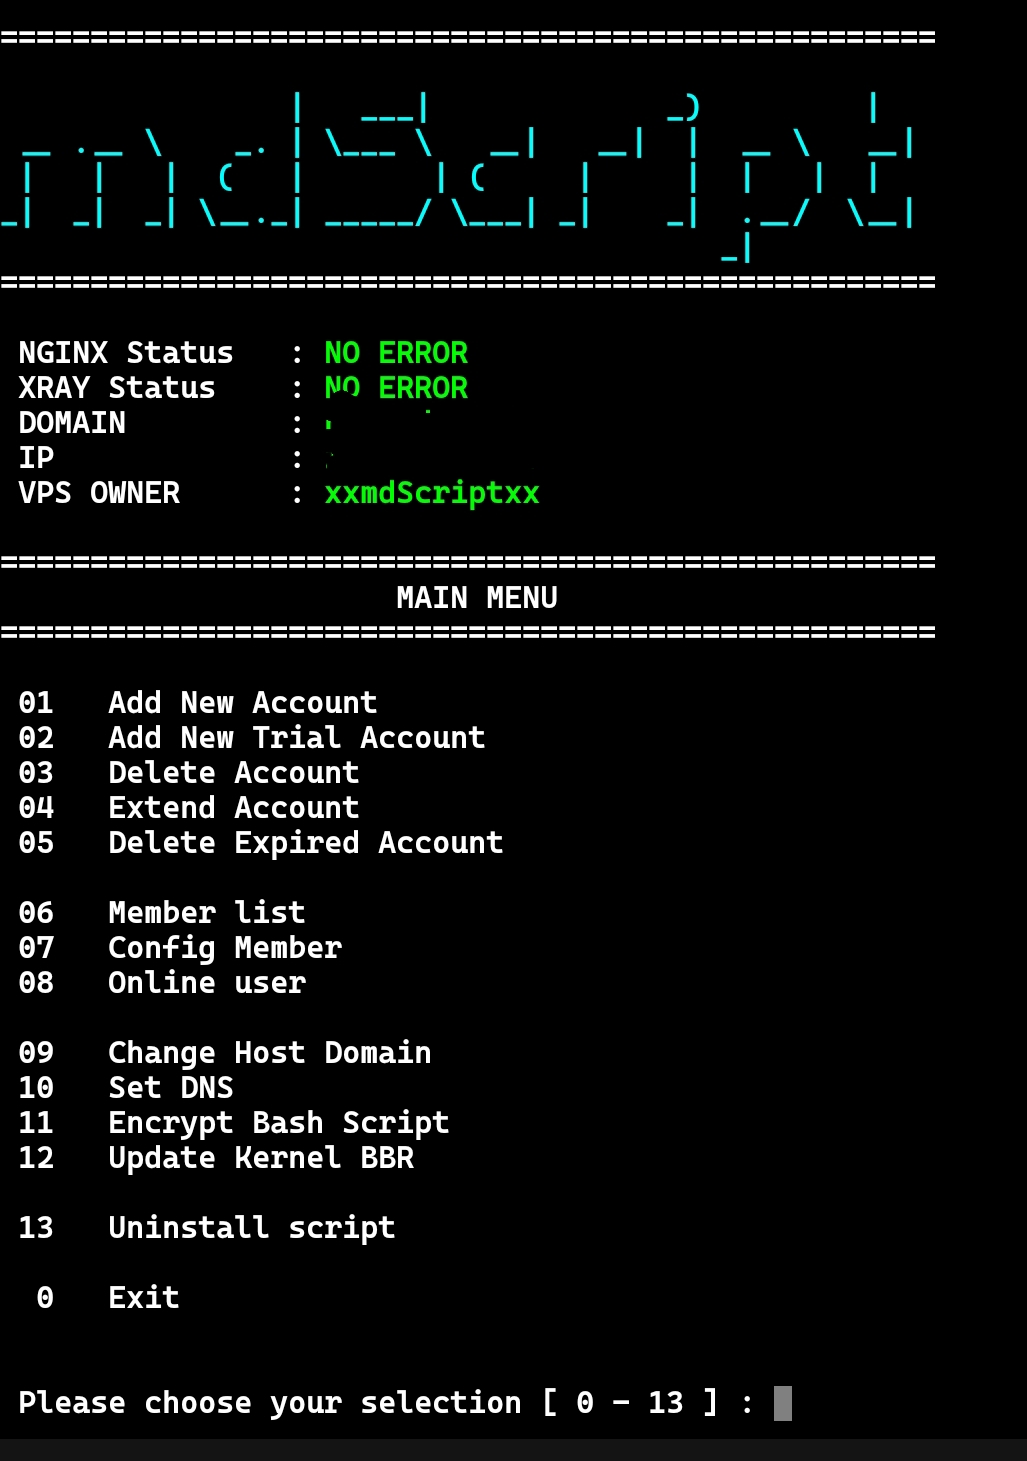 mdScript
NGINX Status : NO ERROR
XRAY Status : NO ERROR
DOMAIN :
IP :
VPS OWNER : xxmdScriptxx
MAIN MENU
01 Add New Account
02 Add New Trial Account
03 Delete Account
04 Extend Account
05 Delete Expired Account
06 Member list
07 Config Member
08 Online user
09 Change Host Domain
10 Set DNS
11 Encrypt Bash Script
12 Update Kernel BBR
13 Uninstall script
0 Exit
Please choose your selection [ 0 - 13 ] :